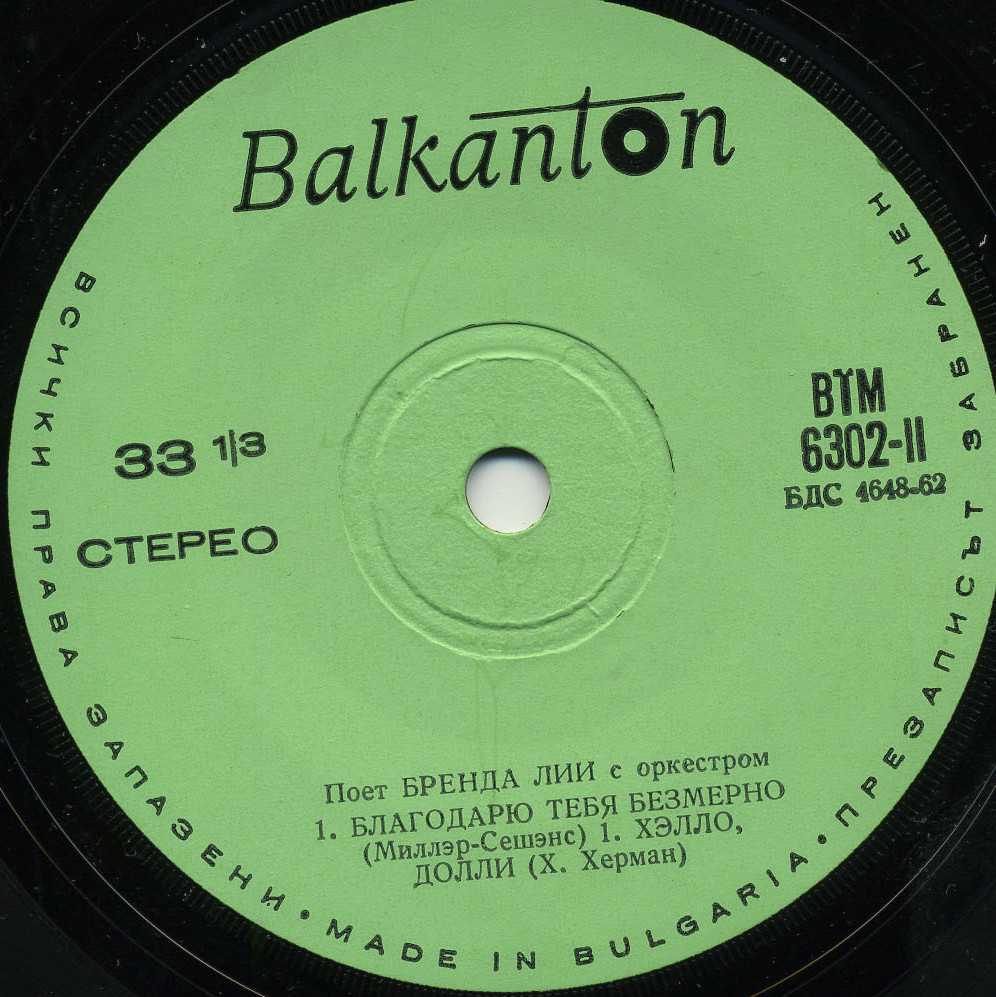 Balkanton
ВСИЧКИ ПРАВА ЗАПАЗЕНИ • MADE IN BULGARIA • ПРЕЗАПИСЪТ ЗАБРАНЕН
33 1/3
СТЕРЕО
ВТМ
6302-II
БДС 4648-62
Поет БРЕНДА ЛИИ с оркестром
1. БЛАГОДАРЮ ТЕБЯ БЕЗМЕРНО
(Миллэр-Сешэнс) 1. ХЭЛЛО,
ДОЛЛИ (Х. Херман)